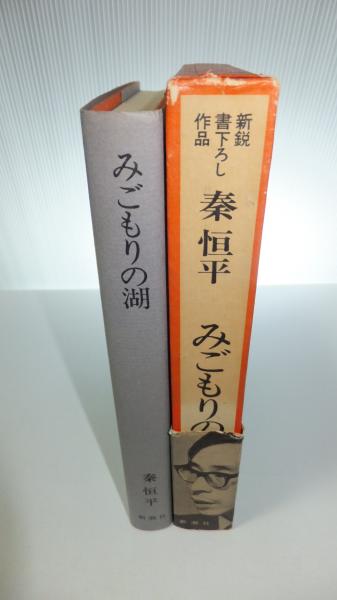 みごもりの湖
秦恒平
新潮社
新鋭
書下ろし
作品
秦恒平
みごもりの
新潮社